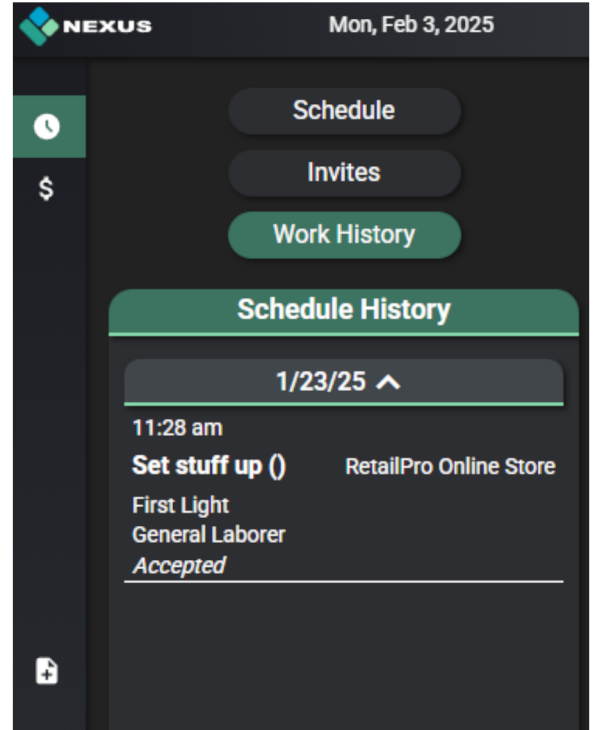 NEXUS
Mon, Feb 3, 2025
Schedule
$
Invites
Work History
Schedule History
1/23/25
11:28 am
Set stuff up () RetailPro Online Store
First Light
General Laborer
Accepted